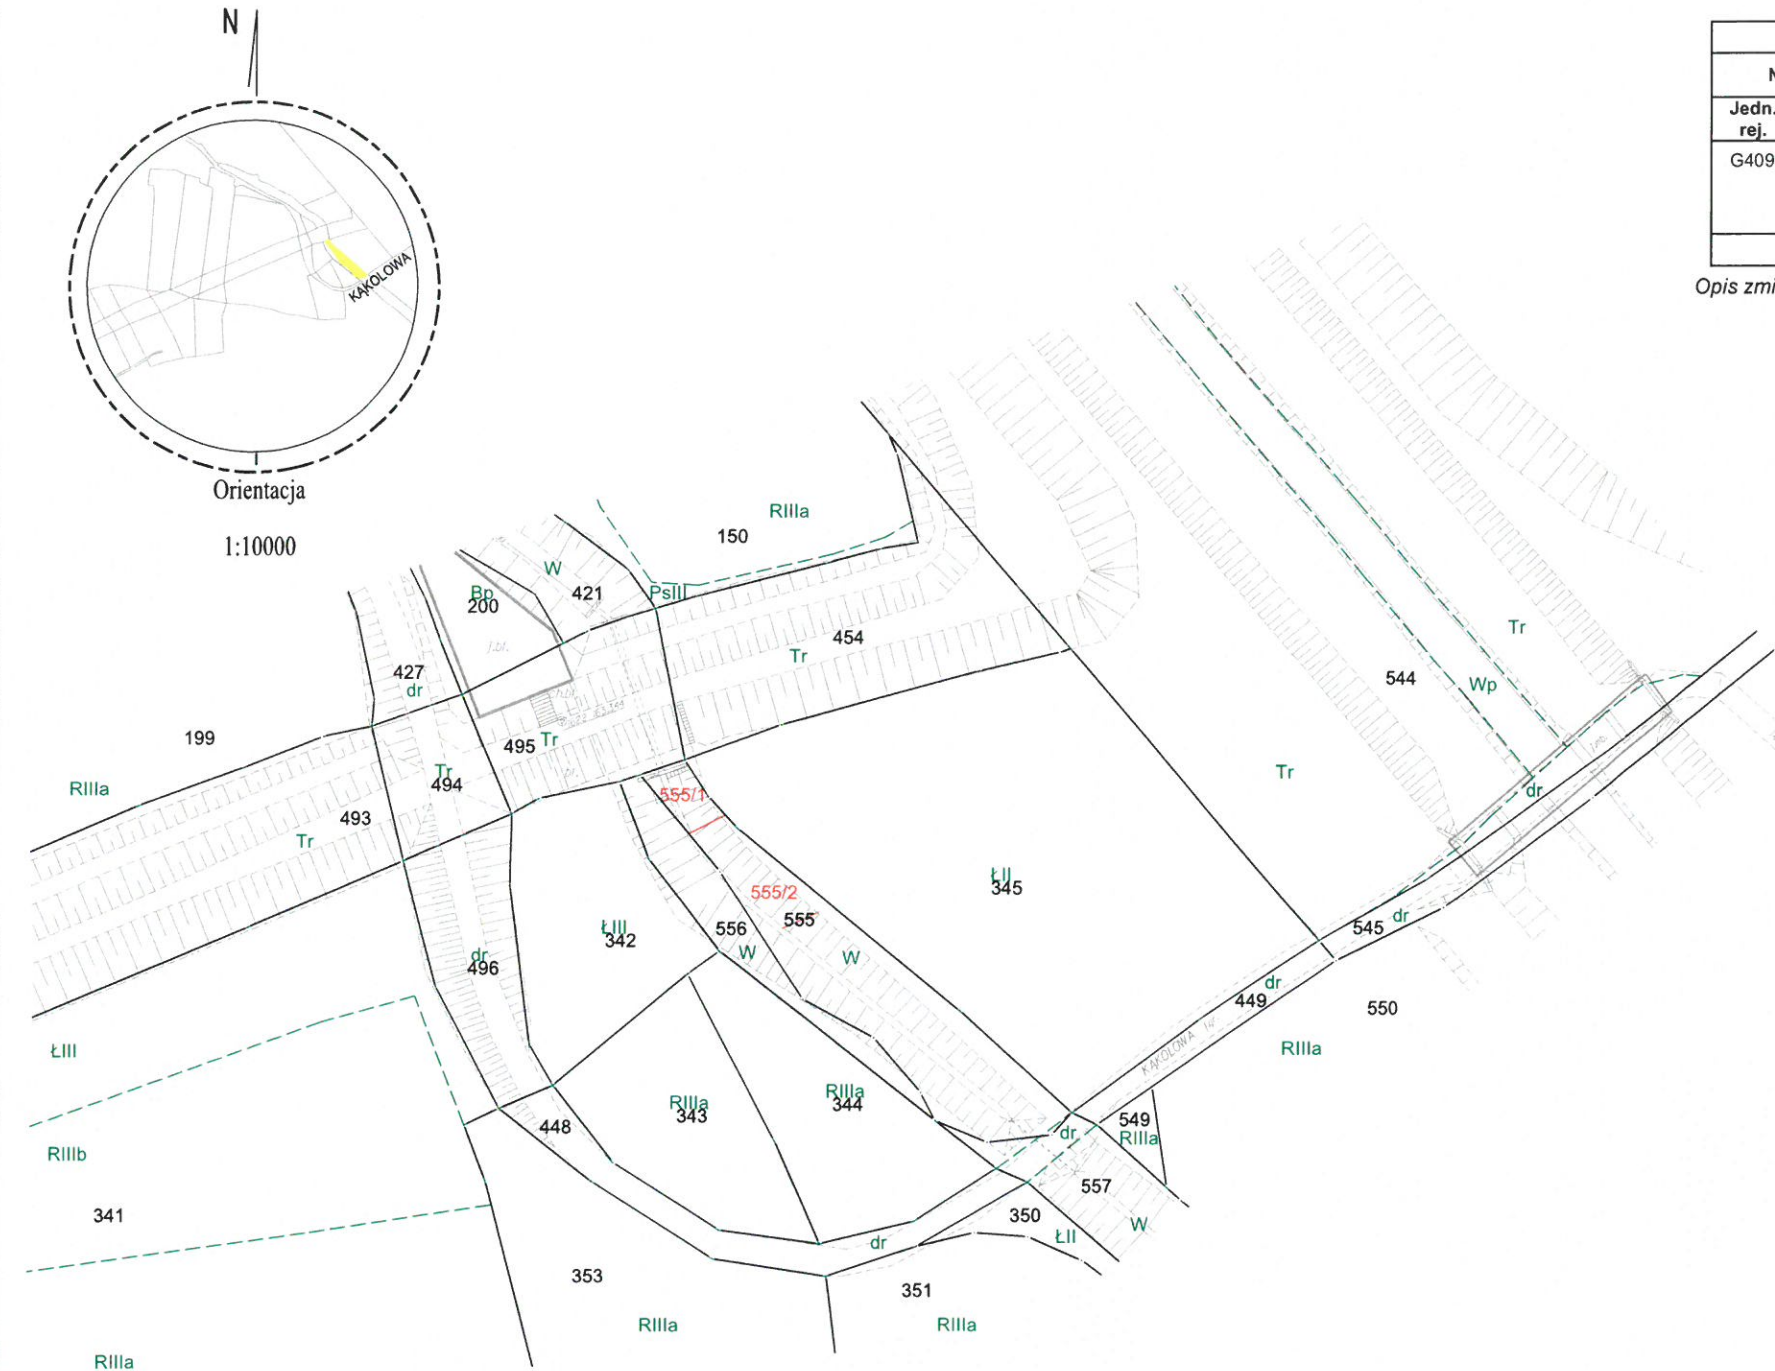 N
KĄKOLOWA
Orientacja
1:10000
Jedn.
rej.
G409
Opis zmi
RIIIa
150
W
421
Bp
200
PsIII
454
Tr
427
dr
199
495
Tr
Tr
494
RIIIa
493
Tr
555/1
555/2
555
556
W
W
ŁIII
342
ŁII
345
544
Tr
Wp
Tr
dr
545
dr
dr
449
550
RIIIa
KĄKOLOWA
dr
496
ŁIII
RIIIb
341
448
RIIIa
343
RIIIa
344
549
RIIIa
dr
557
W
350
ŁII
dr
353
RIIIa
351
RIIIa
RIIIa